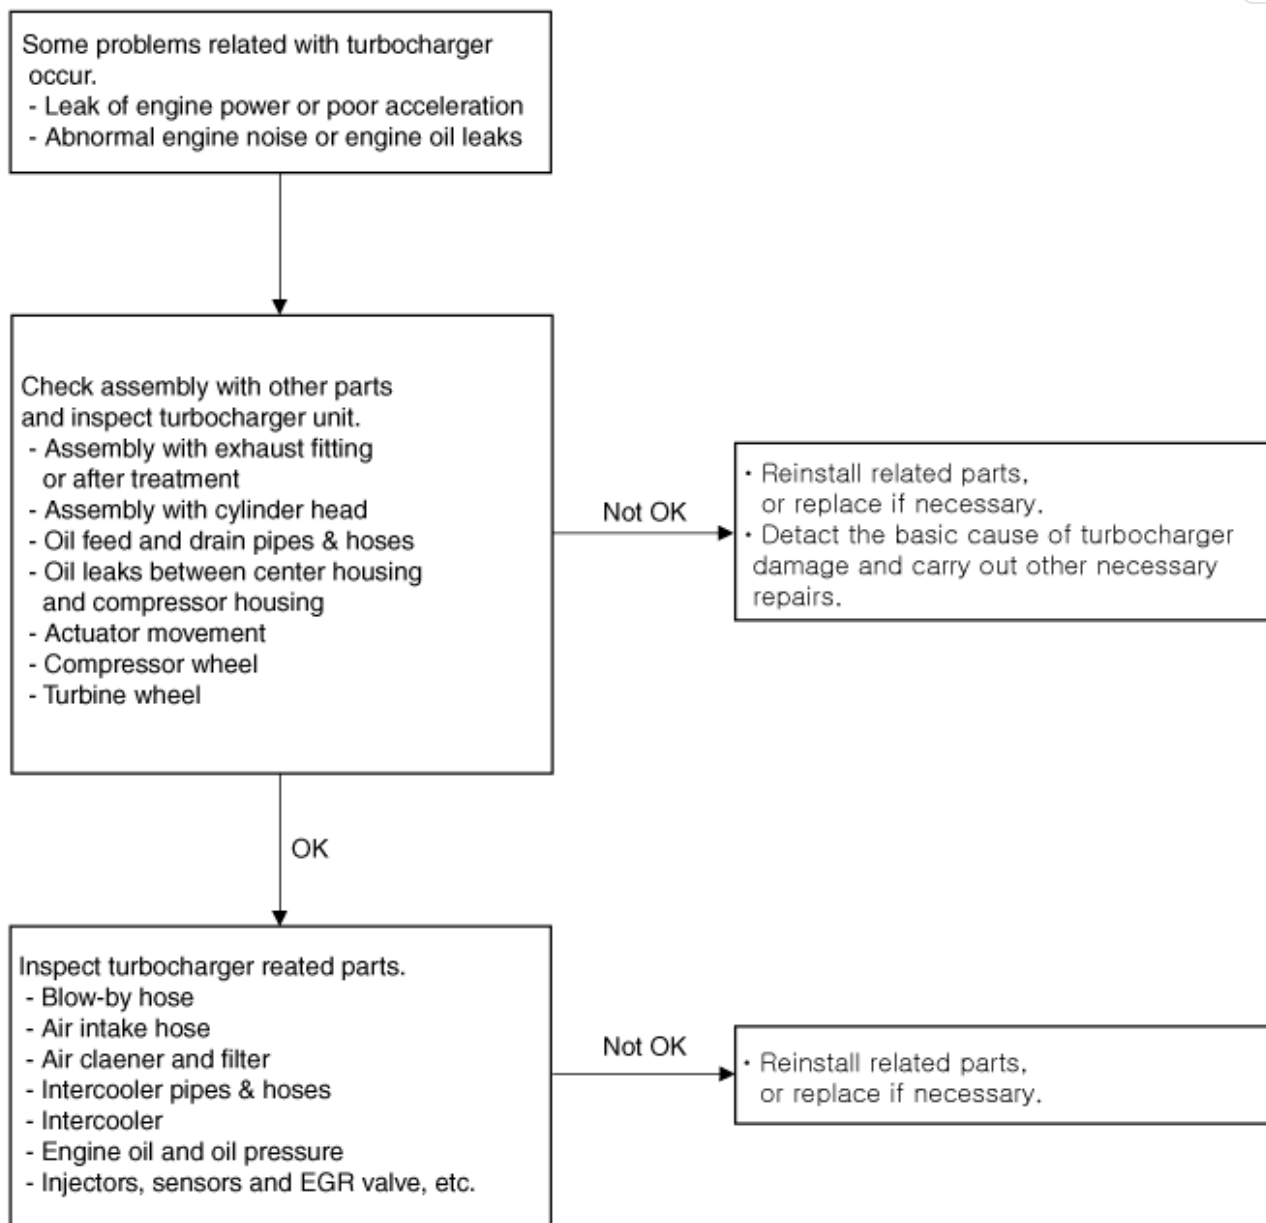 Some problems related with turbocharger
occur.
- Leak of engine power or poor acceleration
- Abnormal engine noise or engine oil leaks
Check assembly with other parts
and inspect turbocharger unit.
- Assembly with exhaust fitting
or after treatment
- Assembly with cylinder head
- Oil feed and drain pipes & hoses
- Oil leaks between center housing
and compressor housing
- Actuator movement
- Compressor wheel
- Turbine wheel
Not OK
• Reinstall related parts,
or replace if necessary.
• Detact the basic cause of turbocharger
damage and carry out other necessary
repairs.
OK
Inspect turbocharger reated parts.
- Blow-by hose
- Air intake hose
- Air claener and filter
- Intercooler pipes & hoses
- Intercooler
- Engine oil and oil pressure
- Injectors, sensors and EGR valve, etc.
Not OK
• Reinstall related parts,
or replace if necessary.